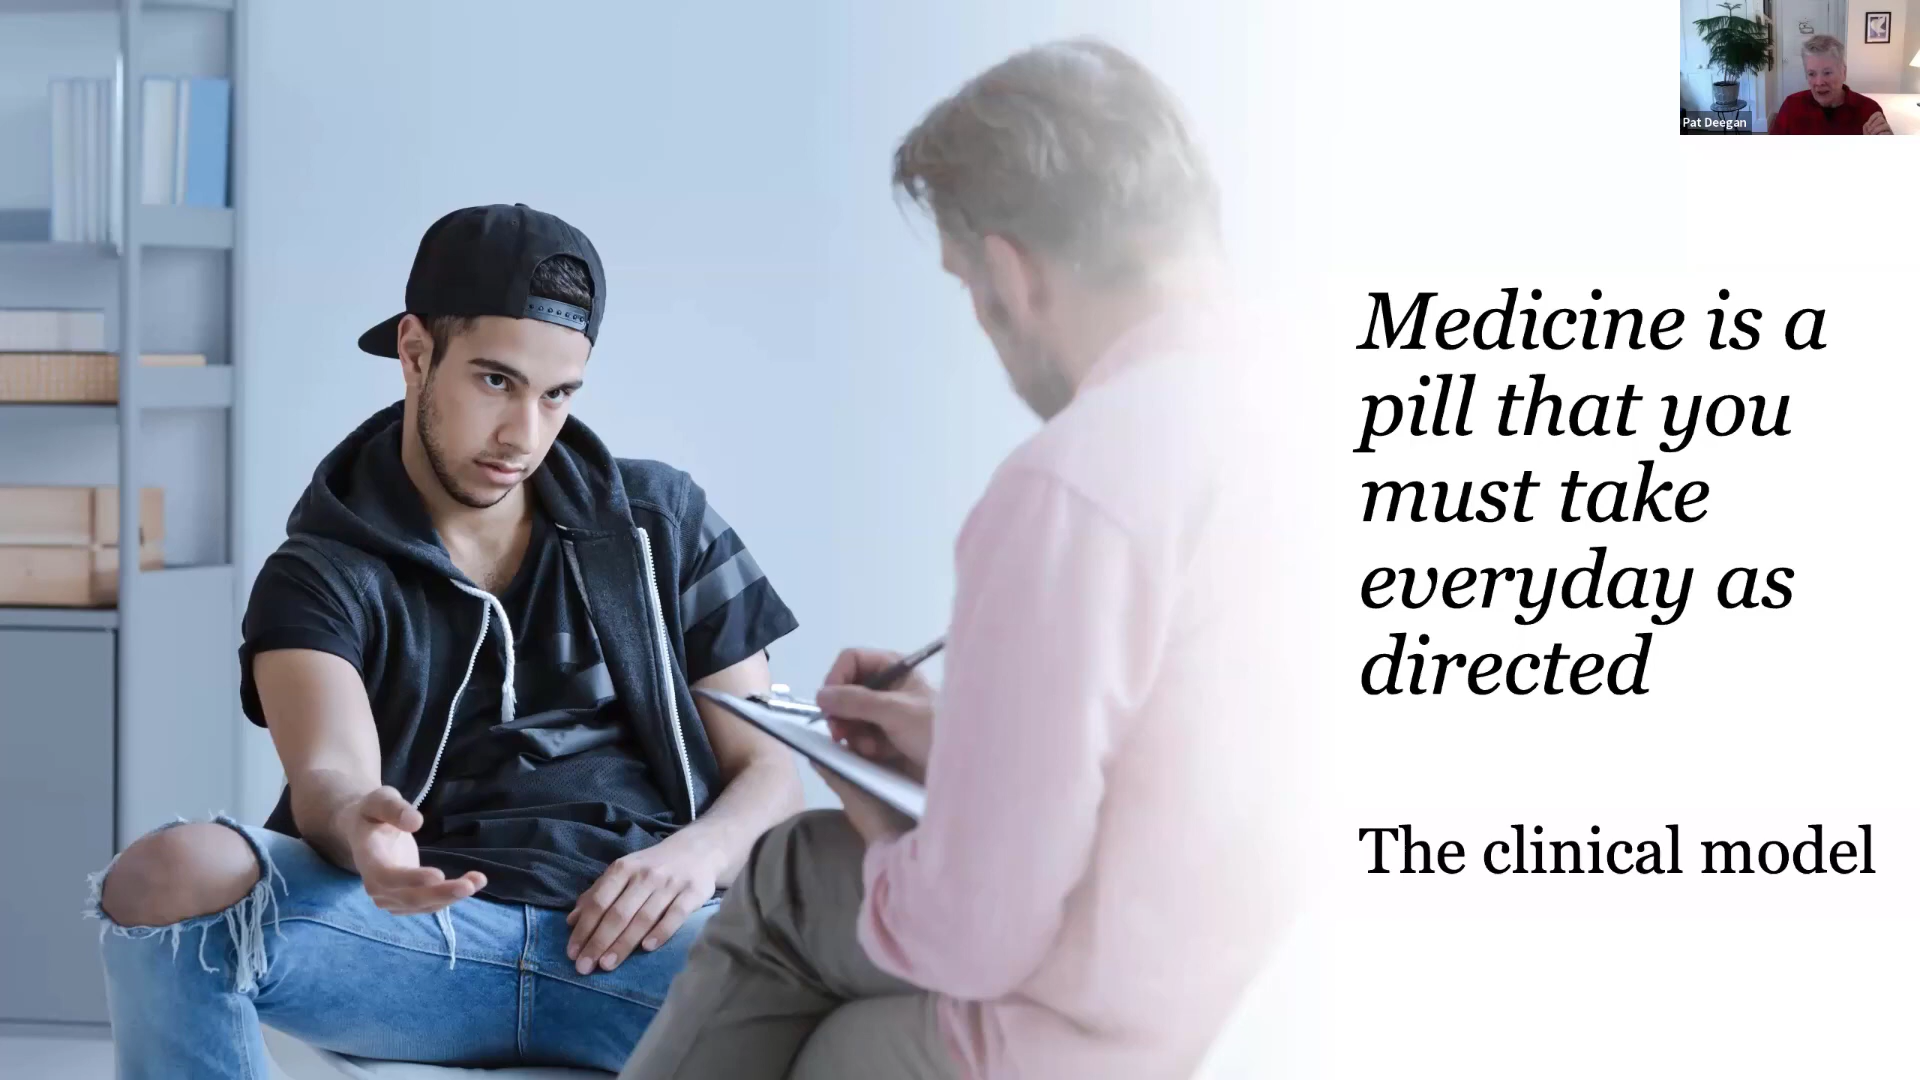 Pat Deegan
Medicine is a
pill that you
must take
everyday as
directed
The clinical model